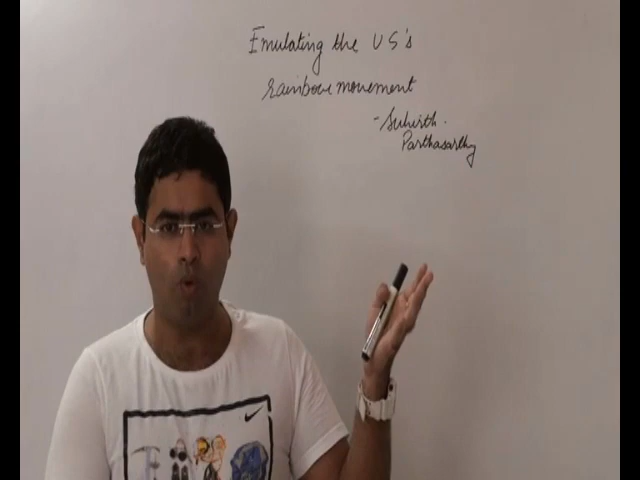 Emulating the US's
rainbow movement
- Suhrith.
Parthasarthy